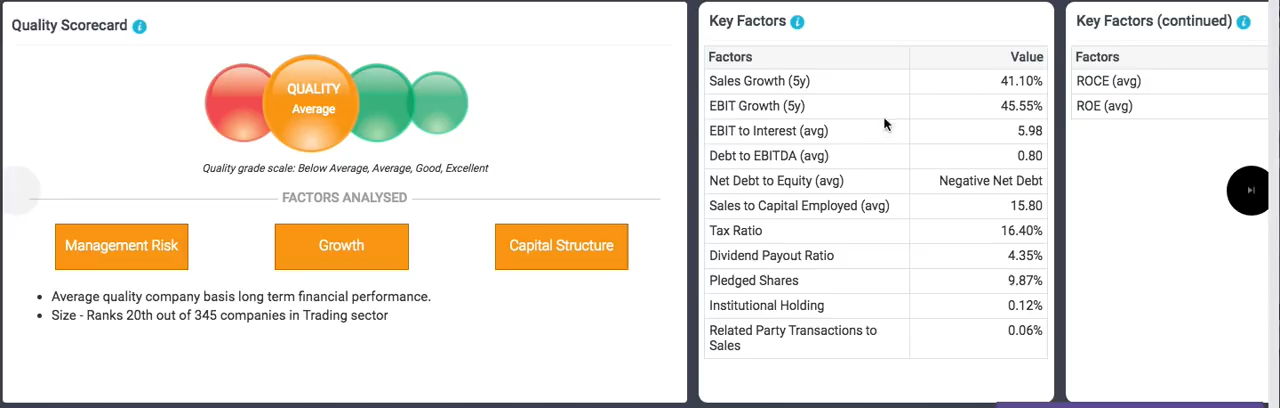 Quality Scorecard
QUALITY
Average
Quality grade scale: Below Average, Average, Good, Excellent
FACTORS ANALYSED
Management Risk
Growth
Capital Structure
• Average quality company basis long term financial performance.
• Size - Ranks 20th out of 345 companies in Trading sector
Key Factors
Factors Value
Sales Growth (5y) 41.10%
EBIT Growth (5y) 45.55%
EBIT to Interest (avg) 5.98
Debt to EBITDA (avg) 0.80
Net Debt to Equity (avg) Negative Net Debt
Sales to Capital Employed (avg) 15.80
Tax Ratio 16.40%
Dividend Payout Ratio 4.35%
Pledged Shares 9.87%
Institutional Holding 0.12%
Related Party Transactions to
Sales 0.06%
Key Factors (continued)
Factors
ROCE (avg)
ROE (avg)